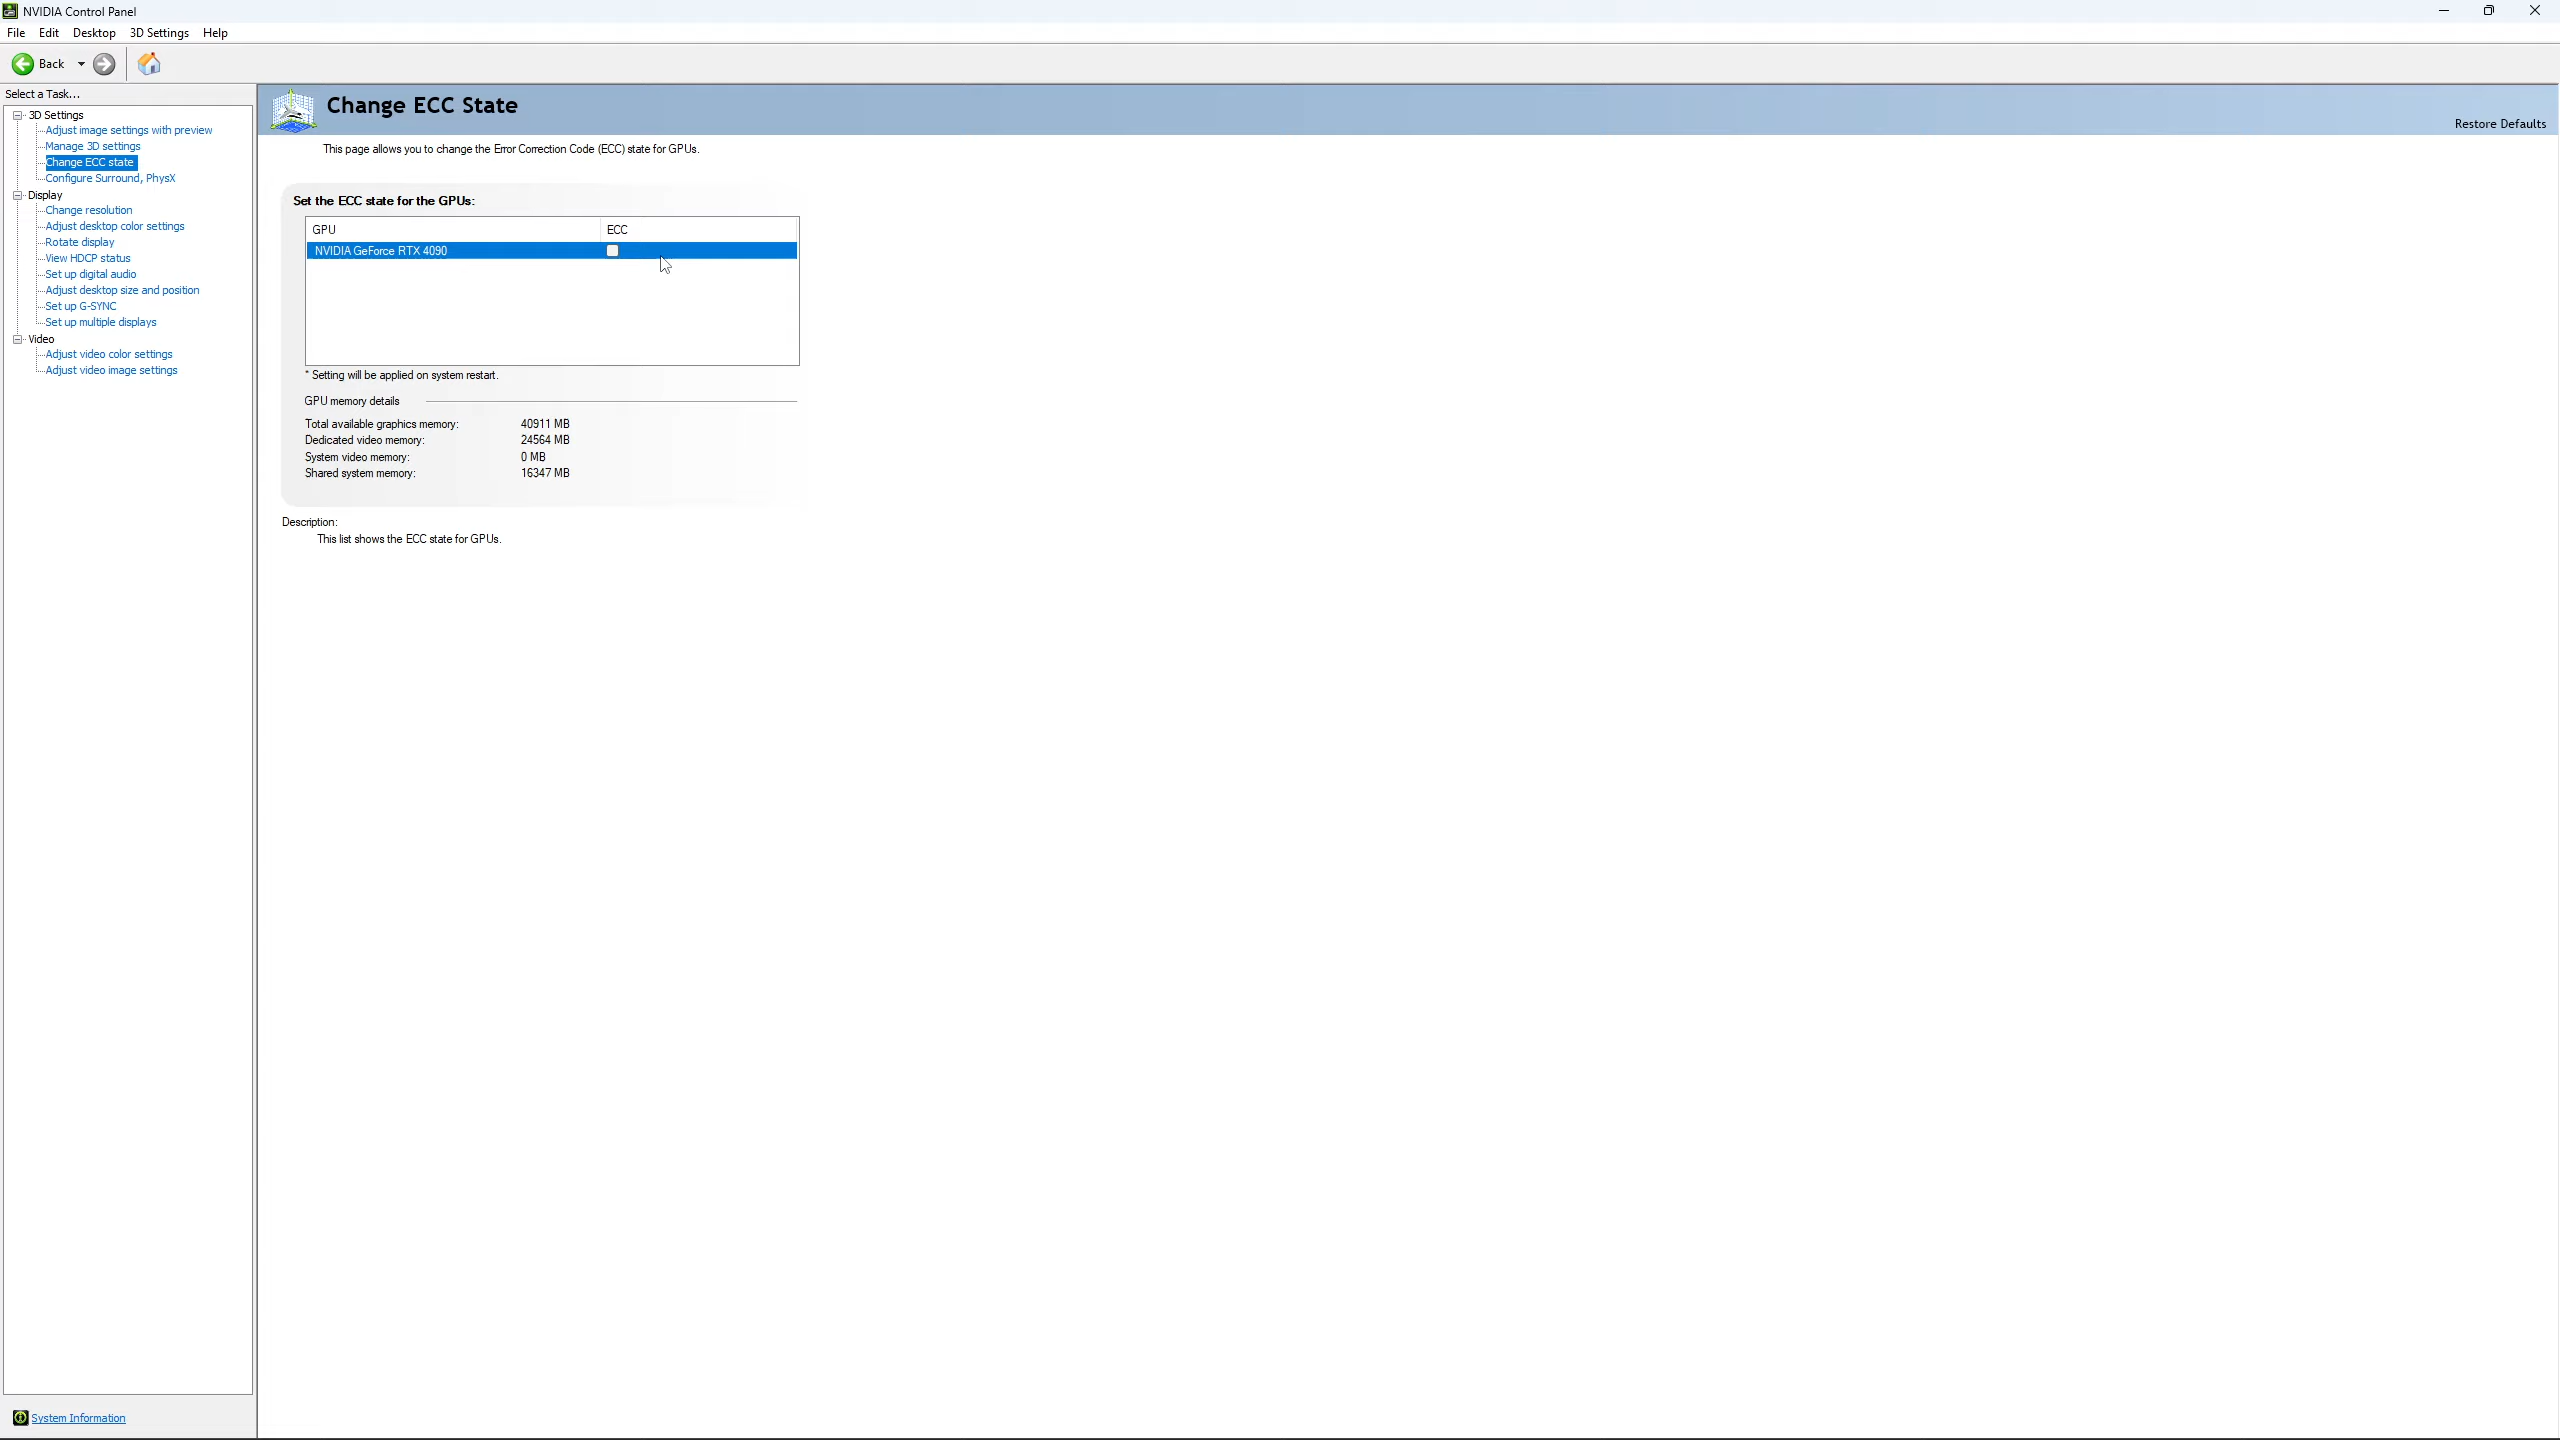 NVIDIA Control Panel
File Edit Desktop 3D Settings Help
Back
Select a Task...
3D Settings
Adjust image settings with preview
Manage 3D settings
Change ECC state
Configure Surround, PhysX
Display
Change resolution
Adjust desktop color settings
Rotate display
View HDCP status
Set up digital audio
Adjust desktop size and position
Set up G-SYNC
Set up multiple displays
Video
Adjust video color settings
Adjust video image settings
System Information
Change ECC State
Restore Defaults
This page allows you to change the Error Correction Code (ECC) state for GPUs.
Set the ECC state for the GPUs:
GPU ECC
NVIDIA GeForce RTX 4090
* Setting will be applied on system restart.
GPU memory details
Total available graphics memory: 40911 MB
Dedicated video memory: 24564 MB
System video memory: 0 MB
Shared system memory: 16347 MB
Description:
This list shows the ECC state for GPUs.